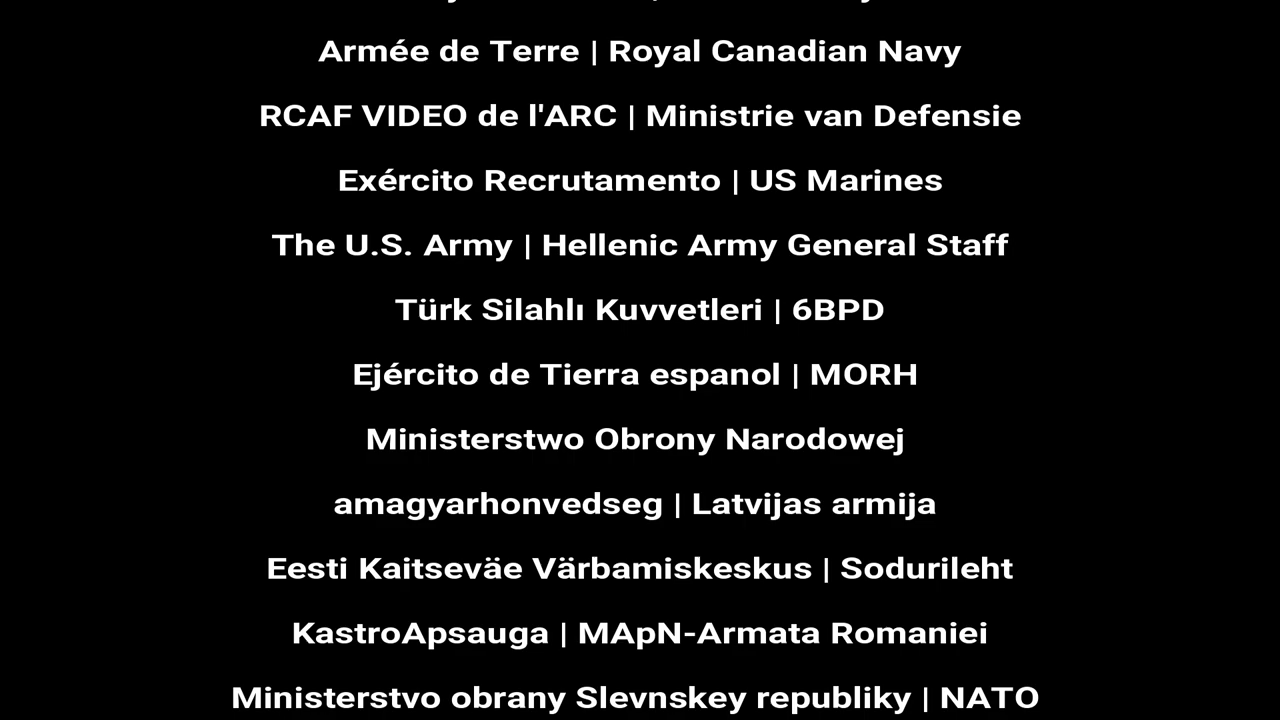 Armée de Terre | Royal Canadian Navy
RCAF VIDEO de l'ARC | Ministrie van Defensie
Exército Recrutamento | US Marines
The U.S. Army | Hellenic Army General Staff
Türk Silahlı Kuvvetleri | 6BPD
Ejército de Tierra espanol | MORH
Ministerstwo Obrony Narodowej
amagyarhonvedseg | Latvijas armija
Eesti Kaitseväe Värbamiskeskus | Sodurileht
KastroApsauga | MApN-Armata Romaniei
Ministerstvo obrany Slevnskey republiky | NATO